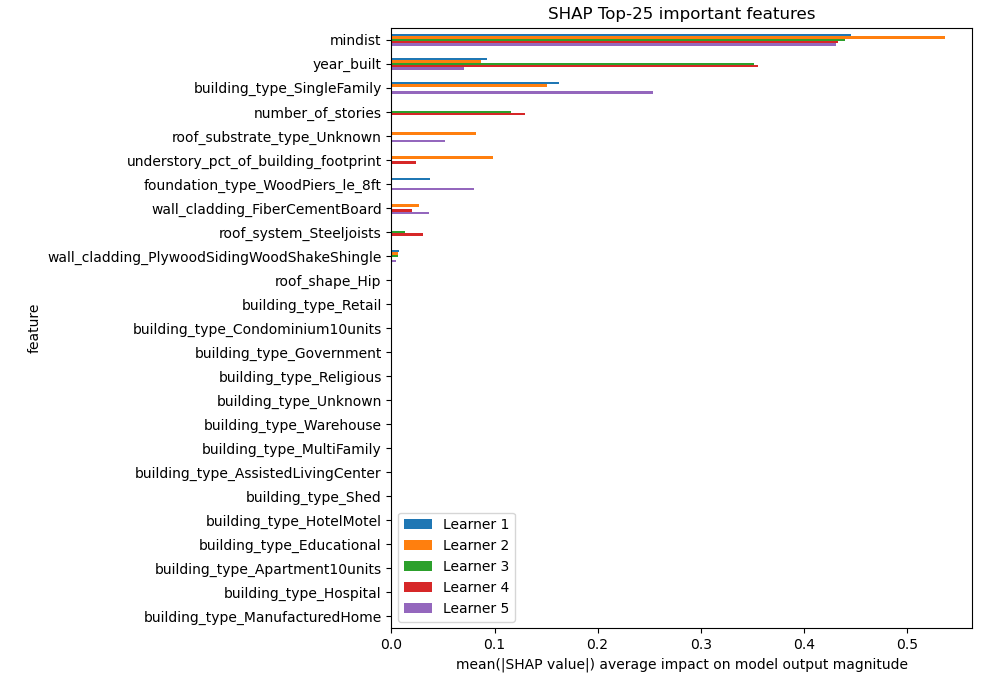 SHAP Top-25 important features
mindist
year_built
building_type_SingleFamily
number_of_stories
roof_substrate_type_Unknown
understory_pct_of_building_footprint
foundation_type_WoodPiers_le_8ft
wall_cladding_FiberCementBoard
roof_system_Steeljoists
wall_cladding_PlywoodSidingWoodShakeShingle
roof_shape_Hip
building_type_Retail
building_type_Condominium10units
building_type_Government
building_type_Religious
building_type_Unknown
building_type_Warehouse
building_type_MultiFamily
building_type_AssistedLivingCenter
building_type_Shed
building_type_HotelMotel
building_type_Educational
building_type_Apartment10units
building_type_Hospital
building_type_ManufacturedHome
feature
Learner 1
Learner 2
Learner 3
Learner 4
Learner 5
0.0 0.1 0.2 0.3 0.4 0.5
mean(|SHAP value|) average impact on model output magnitude